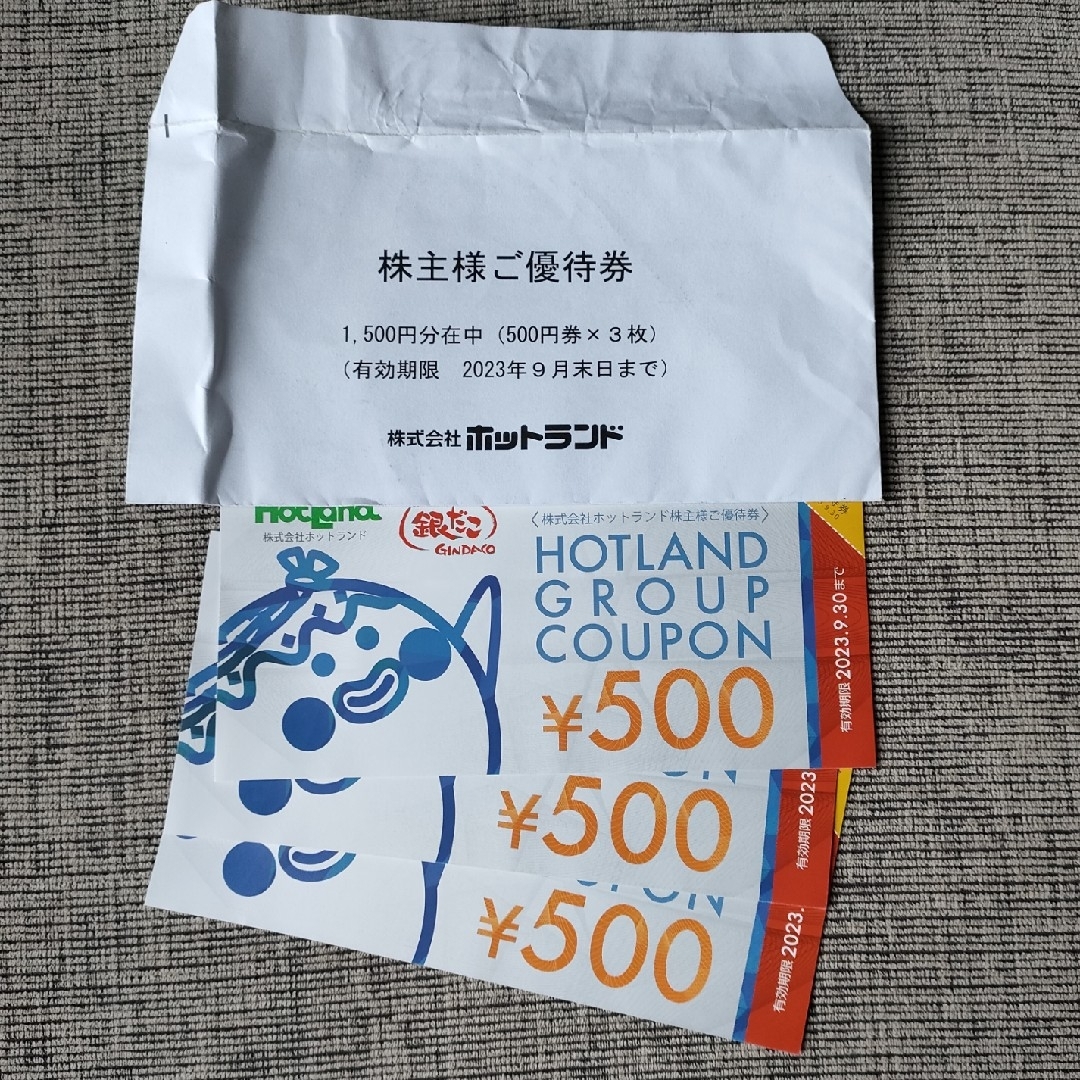 株主様ご優待券
1,500円分在中（500円券×３枚）
（有効期限　2023年９月末日まで）
株式会社ホットランド
HotLand
株式会社ホットランド
銀だこ
GINDACO
〈株式会社ホットランド株主様ご優待券〉
HOTLAND
GROUP
COUPON
¥500
有効期限 2023.9.30まで
¥500
有効期限 2023
¥500
有効期限 2023.